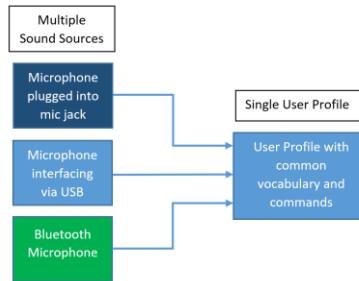 Multiple
Sound Sources
Microphone
plugged into
mic jack
Single User Profile
Microphone
interfacing
via USB
User Profile with
common
vocabulary and
commands
Bluetooth
Microphone